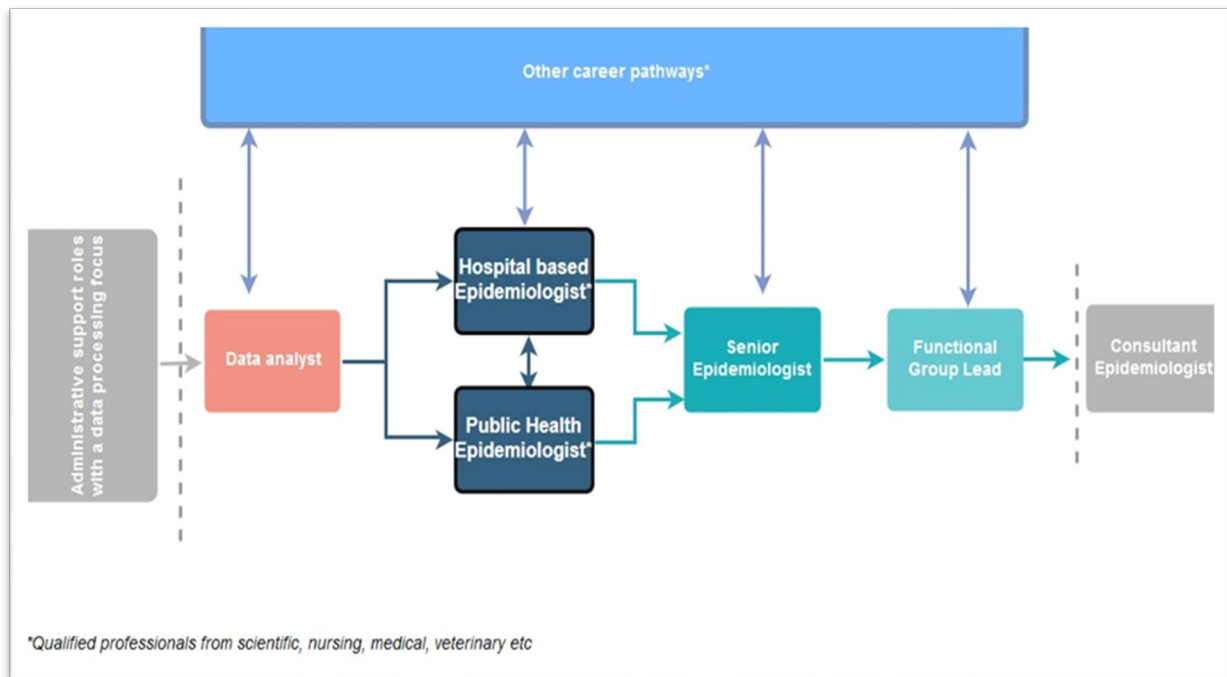 Other career pathways*
Administrative support roles
with a data processing focus
Data analyst
Hospital based
Epidemiologist*
Public Health
Epidemiologist*
Senior
Epidemiologist
Functional
Group Lead
Consultant
Epidemiologist
*Qualified professionals from scientific, nursing, medical, veterinary etc